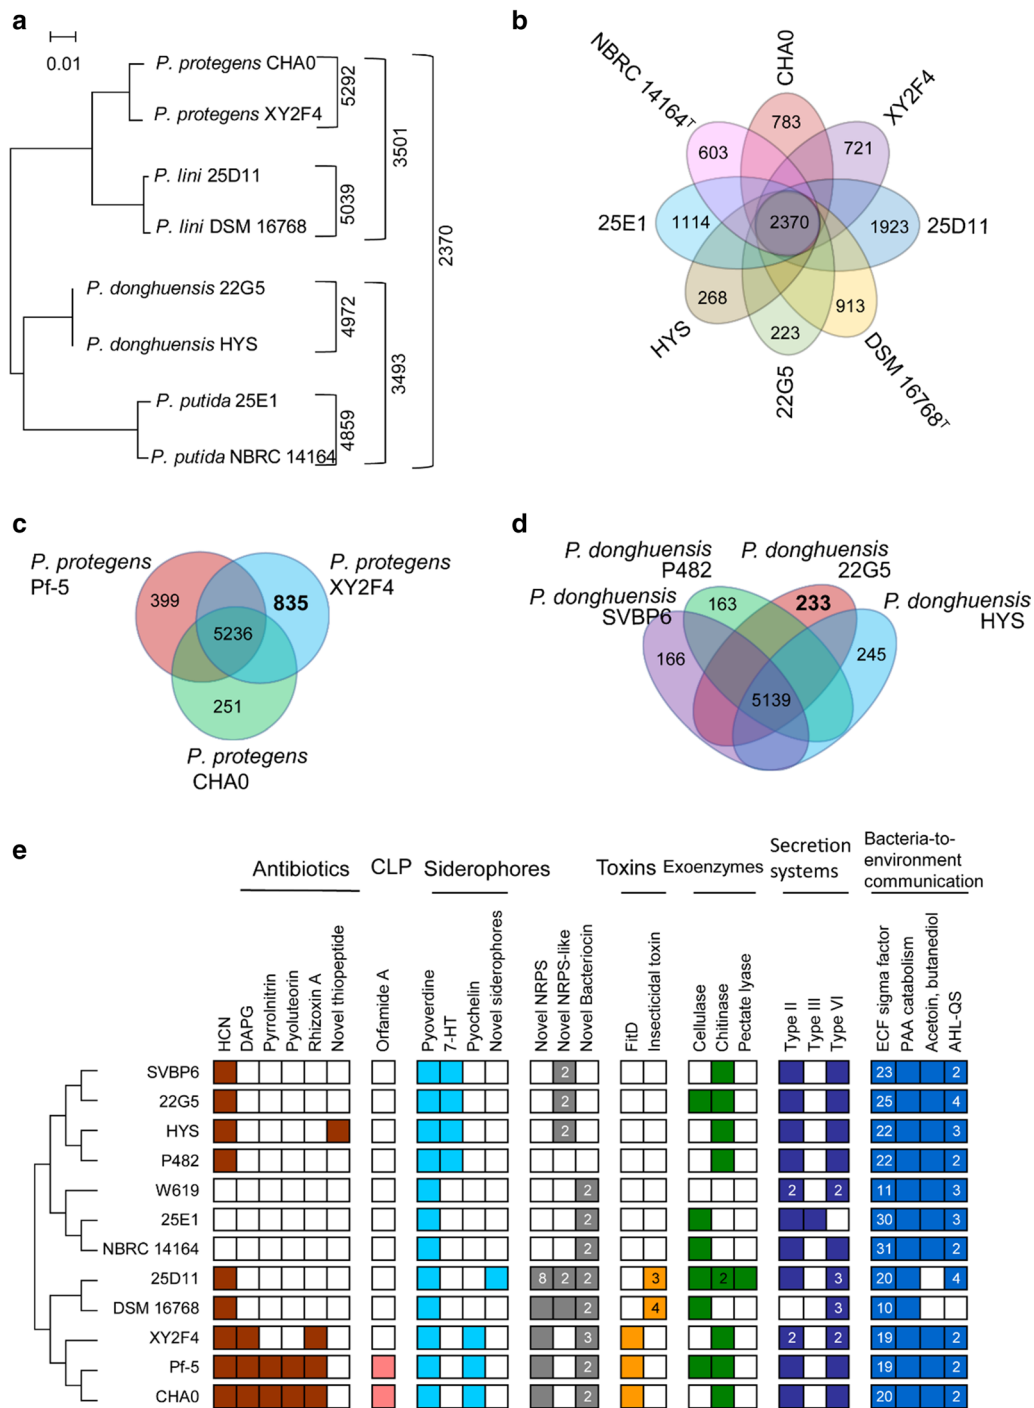 a
0.01
P. protegens CHA0
P. protegens XY2F4
P. lini 25D11
P. lini DSM 16768
P. donghuensis 22G5
P. donghuensis HYS
P. putida 25E1
P. putida NBRC 14164
5292
5039
4972
4859
3501
3493
2370
b
NBRC 14164ᵀ
CHA0
XY2F4
25E1
25D11
HYS
22G5
DSM 16768ᵀ
783
603
721
1114
2370
1923
268
913
223
c
P. protegens
Pf-5
P. protegens
XY2F4
399
835
5236
251
P. protegens
CHA0
d
P. donghuensis
P482
P. donghuensis
22G5
P. donghuensis
SVBP6
P. donghuensis
HYS
163
233
166
245
5139
e
Antibiotics
CLP
Siderophores
Toxins
Exoenzymes
Secretion
systems
Bacteria-to-
environment
communication
HCN
DAPG
Pyrrolnitrin
Pyoluteorin
Rhizoxin A
Novel thiopeptide
Orfamide A
Pyoverdine
7-HT
Pyochelin
Novel siderophores
Novel NRPS
Novel NRPS-like
Novel Bacteriocin
FitD
Insecticidal toxin
Cellulase
Chitinase
Pectate lyase
Type II
Type III
Type VI
ECF sigma factor
PAA catabolism
Acetoin, butanediol
AHL-QS
SVBP6 2 23 2
22G5 2 25 4
HYS 2 22 3
P482 22 2
W619 2 2 2 11 3
25E1 2 30 3
NBRC 14164 2 31 2
25D11 8 2 2 3 2 3 20 4
DSM 16768 2 4 3 10
XY2F4 3 2 2 19 2
Pf-5 2 19 2
CHA0 2 20 2